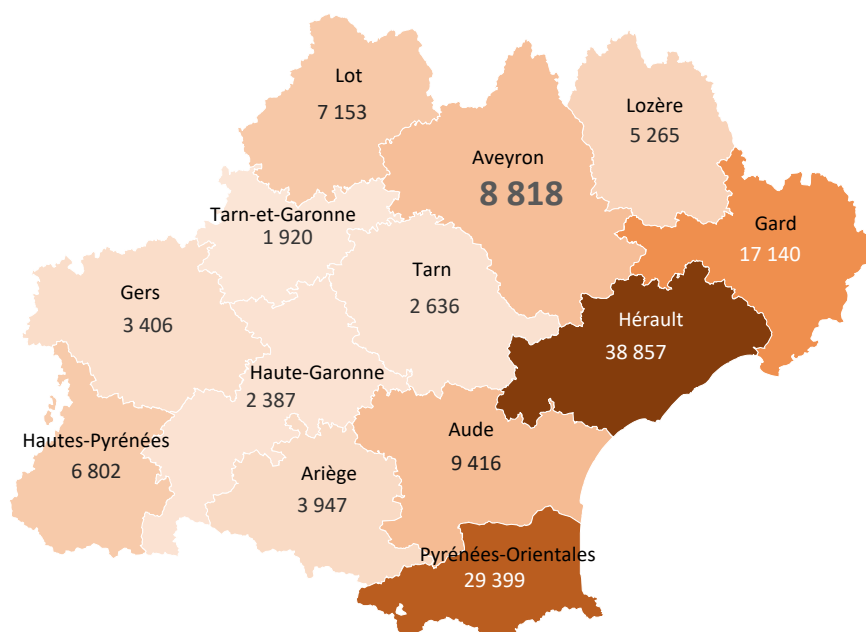 Lot
7 153
Lozère
5 265
Aveyron
8 818
Tarn-et-Garonne
1 920
Gard
17 140
Tarn
2 636
Gers
3 406
Hérault
38 857
Haute-Garonne
2 387
Hautes-Pyrénées
6 802
Aude
9 416
Ariège
3 947
Pyrénées-Orientales
29 399